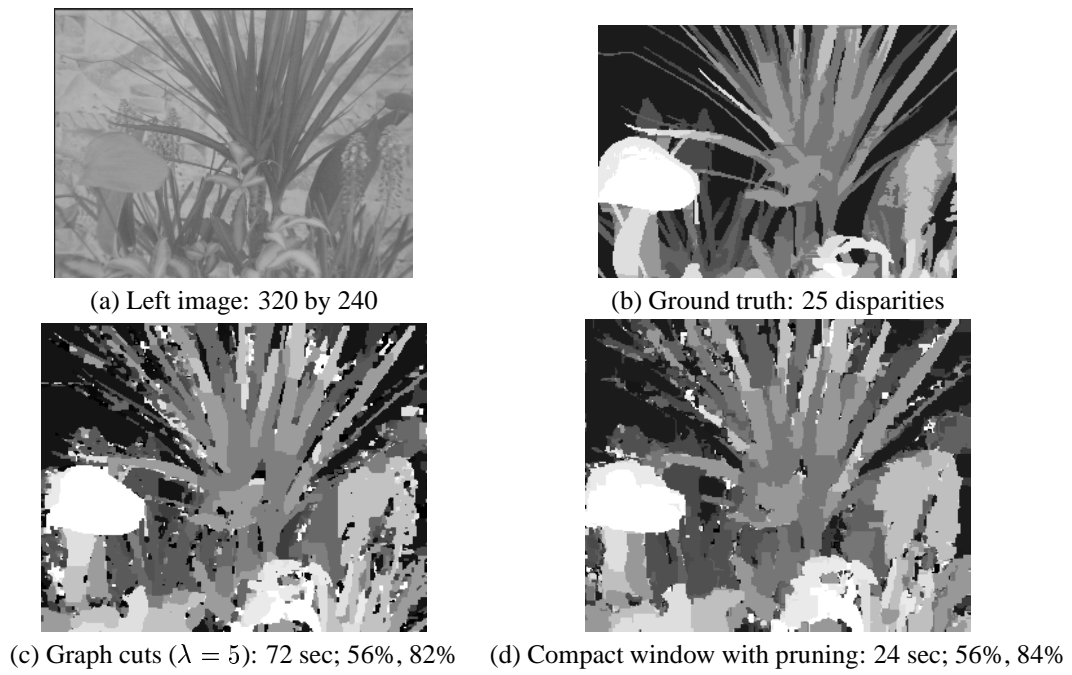 (a) Left image: 320 by 240
(b) Ground truth: 25 disparities
(c) Graph cuts (λ = 5): 72 sec; 56%, 82%
(d) Compact window with pruning: 24 sec; 56%, 84%